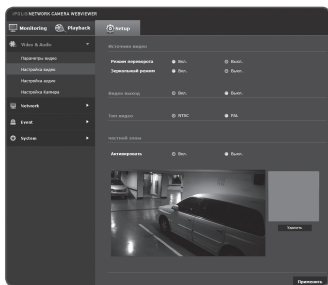 iPOLiS NETWORK CAMERA WEBVIEWER
Monitoring Playback Setup
Video & Audio
Параметры видео
Настройка видео
Настройка аудио
Настройка Камера
Network
Event
System
Источник видео
Режим переворота Вкл. Выкл.
Зеркальный режим Вкл. Выкл.
Видео выход Вкл. Выкл.
Тип видео NTSC PAL
частной зоны
Активировать Вкл. Выкл.
Удалить
Применить